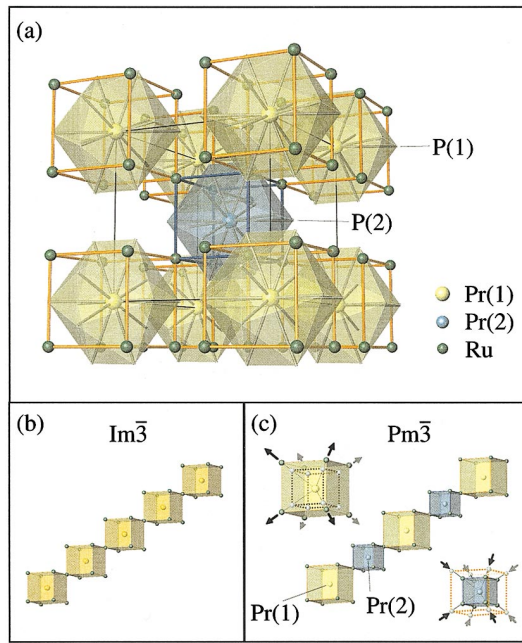 (a)
P(1)
P(2)
Pr(1)
Pr(2)
Ru
(b)
Im3̅
(c)
Pm3̅
Pr(1)
Pr(2)